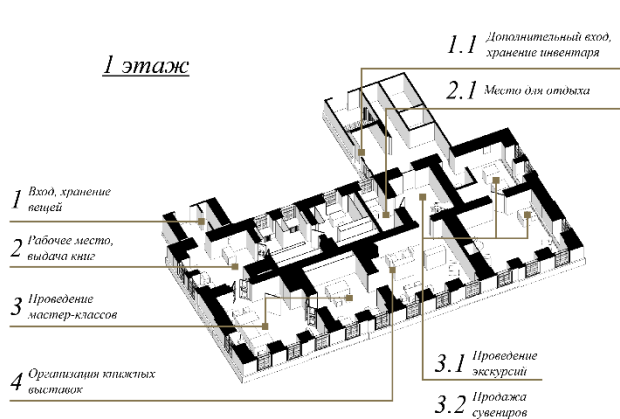 1 этаж
1.1 Дополнительный вход,
хранение инвентаря
2.1 Место для отдыха
1 Вход, хранение
вещей
2 Рабочее место,
выдача книг
3 Проведение
мастер-классов
4 Организация книжных
выставок
3.1 Проведение
экскурсий
3.2 Продажа
сувениров